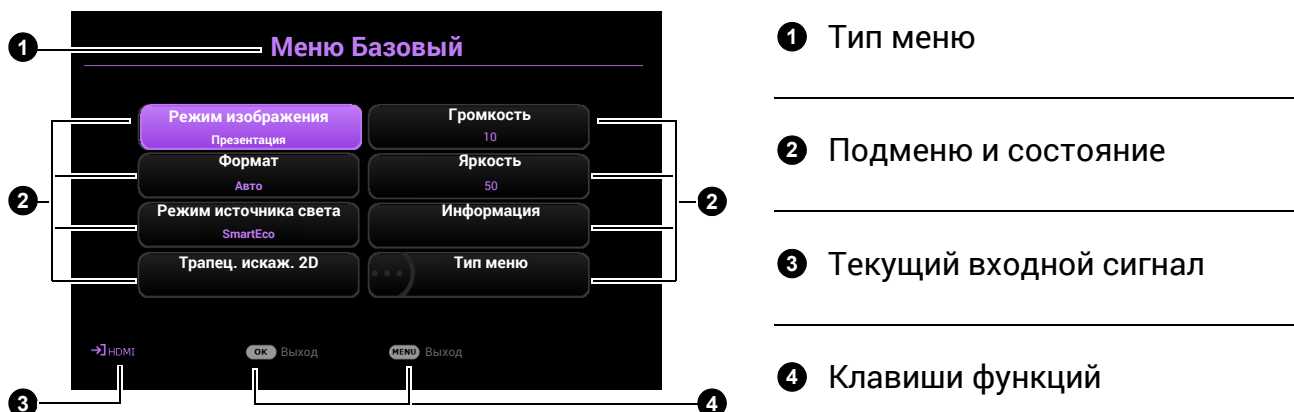 1 Меню Базовый
Режим изображения
Презентация
Громкость
10
Формат
Авто
Яркость
50
2
2
Режим источника света
SmartEco
Информация
Трапец. искаж. 2D
Тип меню
HDMI
OK Выход
MENU Выход
3
4
1 Тип меню
2 Подменю и состояние
3 Текущий входной сигнал
4 Клавиши функций